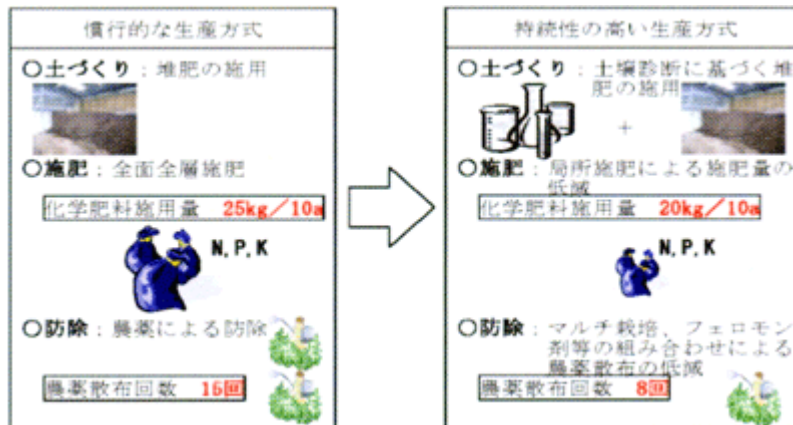 慣行的な生産方式
○土づくり：堆肥の施用
○施肥：全面全層施肥
化学肥料施用量 25kg／10a
N, P, K
○防除：農薬による防除
農薬散布回数 15回
持続性の高い生産方式
○土づくり：土壌診断に基づく堆
肥の施用
+
○施肥：局所施肥による施肥量の
低減
化学肥料施用量 20kg／10a
N, P, K
○防除：マルチ栽培、フェロモン
剤等の組み合わせによる
農薬散布の低減
農薬散布回数 8回